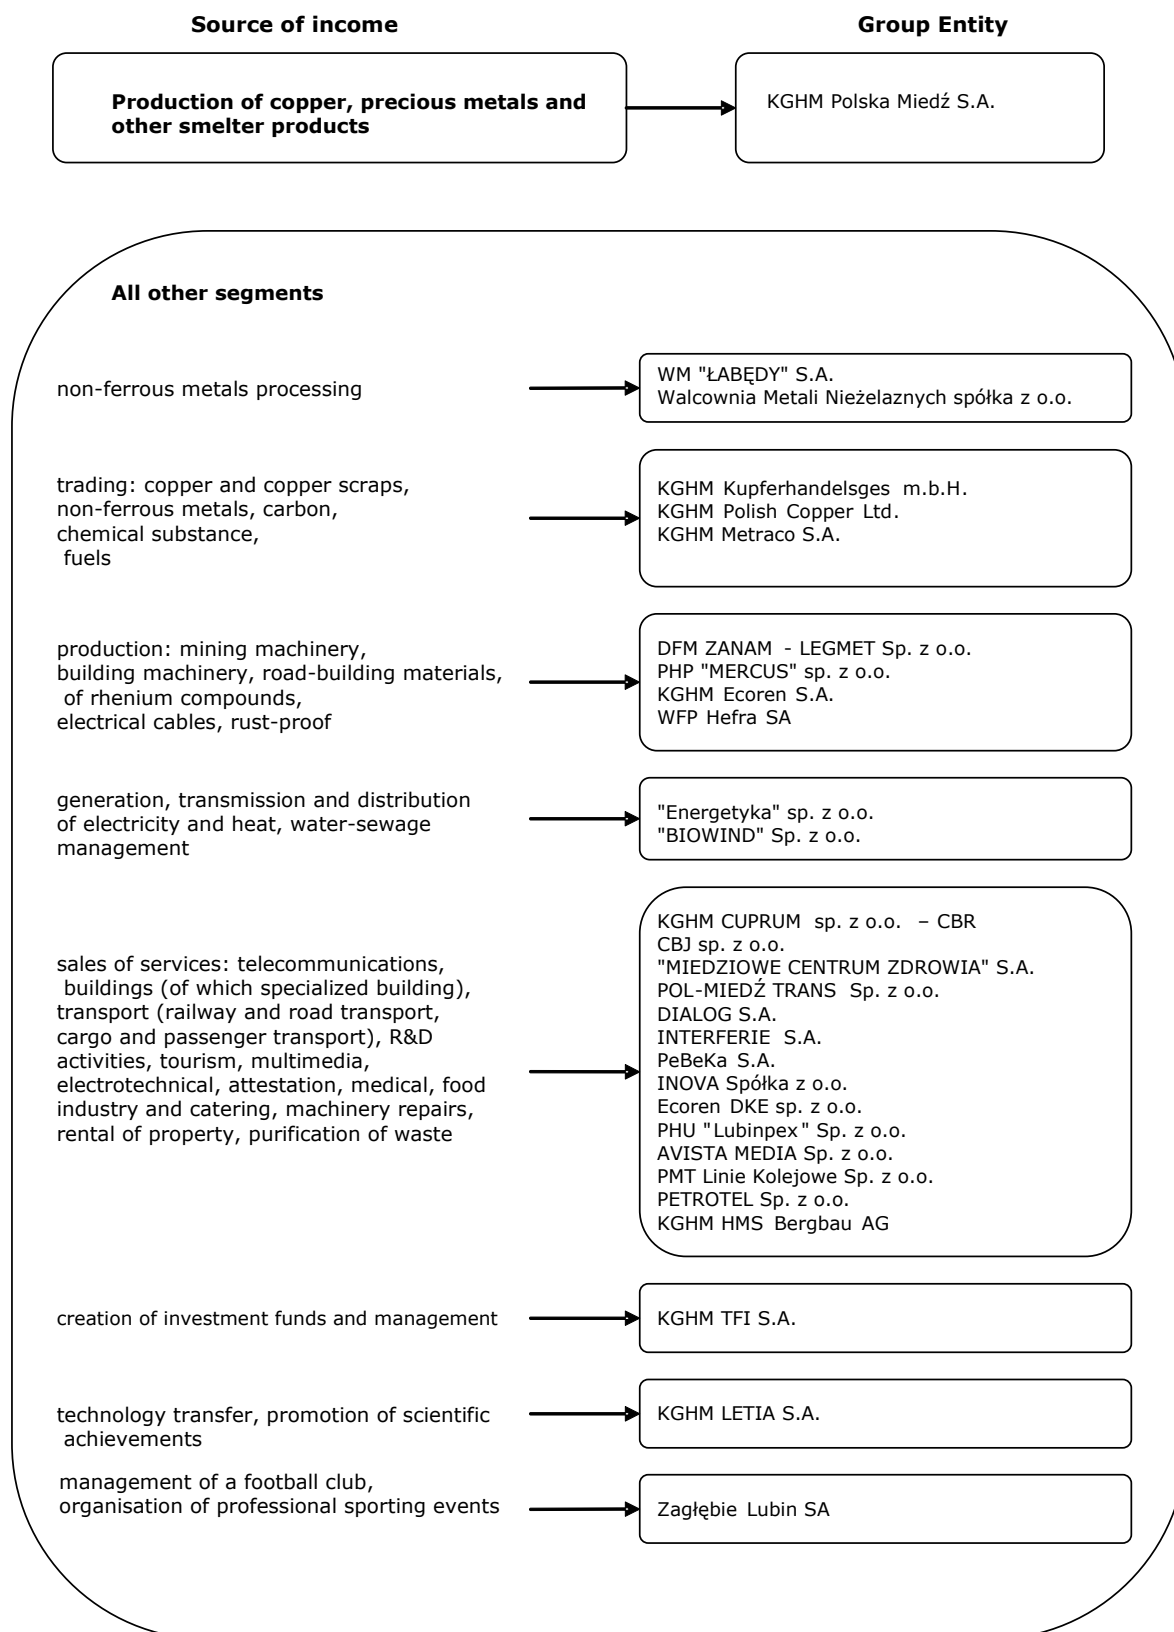 Source of income
Group Entity
Production of copper, precious metals and
other smelter products
KGHM Polska Miedź S.A.
All other segments
non-ferrous metals processing
WM "ŁABĘDY" S.A.
Walcownia Metali Nieżelaznych spółka z o.o.
trading: copper and copper scraps,
non-ferrous metals, carbon,
chemical substance,
fuels
KGHM Kupferhandelsges m.b.H.
KGHM Polish Copper Ltd.
KGHM Metraco S.A.
production: mining machinery,
building machinery, road-building materials,
of rhenium compounds,
electrical cables, rust-proof
DFM ZANAM - LEGMET Sp. z o.o.
PHP "MERCUS" sp. z o.o.
KGHM Ecoren S.A.
WFP Hefra SA
generation, transmission and distribution
of electricity and heat, water-sewage
management
"Energetyka" sp. z o.o.
"BIOWIND" Sp. z o.o.
sales of services: telecommunications,
buildings (of which specialized building),
transport (railway and road transport,
cargo and passenger transport), R&D
activities, tourism, multimedia,
electrotechnical, attestation, medical, food
industry and catering, machinery repairs,
rental of property, purification of waste
KGHM CUPRUM sp. z o.o. – CBR
CBJ sp. z o.o.
"MIEDZIOWE CENTRUM ZDROWIA" S.A.
POL-MIEDŹ TRANS Sp. z o.o.
DIALOG S.A.
INTERFERIE S.A.
PeBeKa S.A.
INOVA Spółka z o.o.
Ecoren DKE sp. z o.o.
PHU "Lubinpex" Sp. z o.o.
AVISTA MEDIA Sp. z o.o.
PMT Linie Kolejowe Sp. z o.o.
PETROTEL Sp. z o.o.
KGHM HMS Bergbau AG
creation of investment funds and management
KGHM TFI S.A.
technology transfer, promotion of scientific
achievements
KGHM LETIA S.A.
management of a football club,
organisation of professional sporting events
Zagłębie Lubin SA